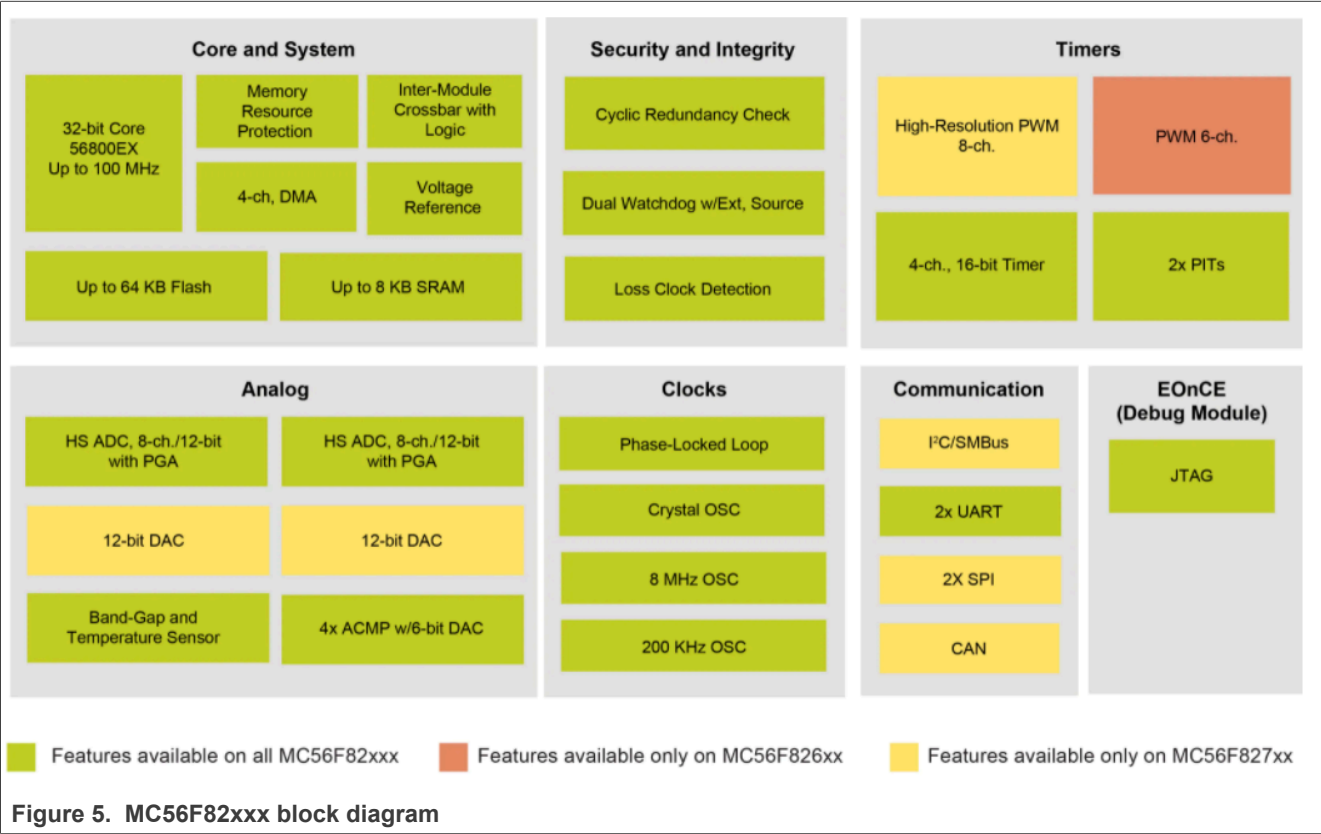 Core and System
32-bit Core
56800EX
Up to 100 MHz
Memory
Resource
Protection
Inter-Module
Crossbar with
Logic
4-ch, DMA
Voltage
Reference
Up to 64 KB Flash
Up to 8 KB SRAM
Security and Integrity
Cyclic Redundancy Check
Dual Watchdog w/Ext, Source
Loss Clock Detection
Timers
High-Resolution PWM
8-ch.
PWM 6-ch.
4-ch., 16-bit Timer
2x PITs
Analog
HS ADC, 8-ch./12-bit
with PGA
HS ADC, 8-ch./12-bit
with PGA
12-bit DAC
12-bit DAC
Band-Gap and
Temperature Sensor
4x ACMP w/6-bit DAC
Clocks
Phase-Locked Loop
Crystal OSC
8 MHz OSC
200 KHz OSC
Communication
I²C/SMBus
2x UART
2X SPI
CAN
EOnCE
(Debug Module)
JTAG
Features available on all MC56F82xxx
Features available only on MC56F826xx
Features available only on MC56F827xx
Figure 5. MC56F82xxx block diagram